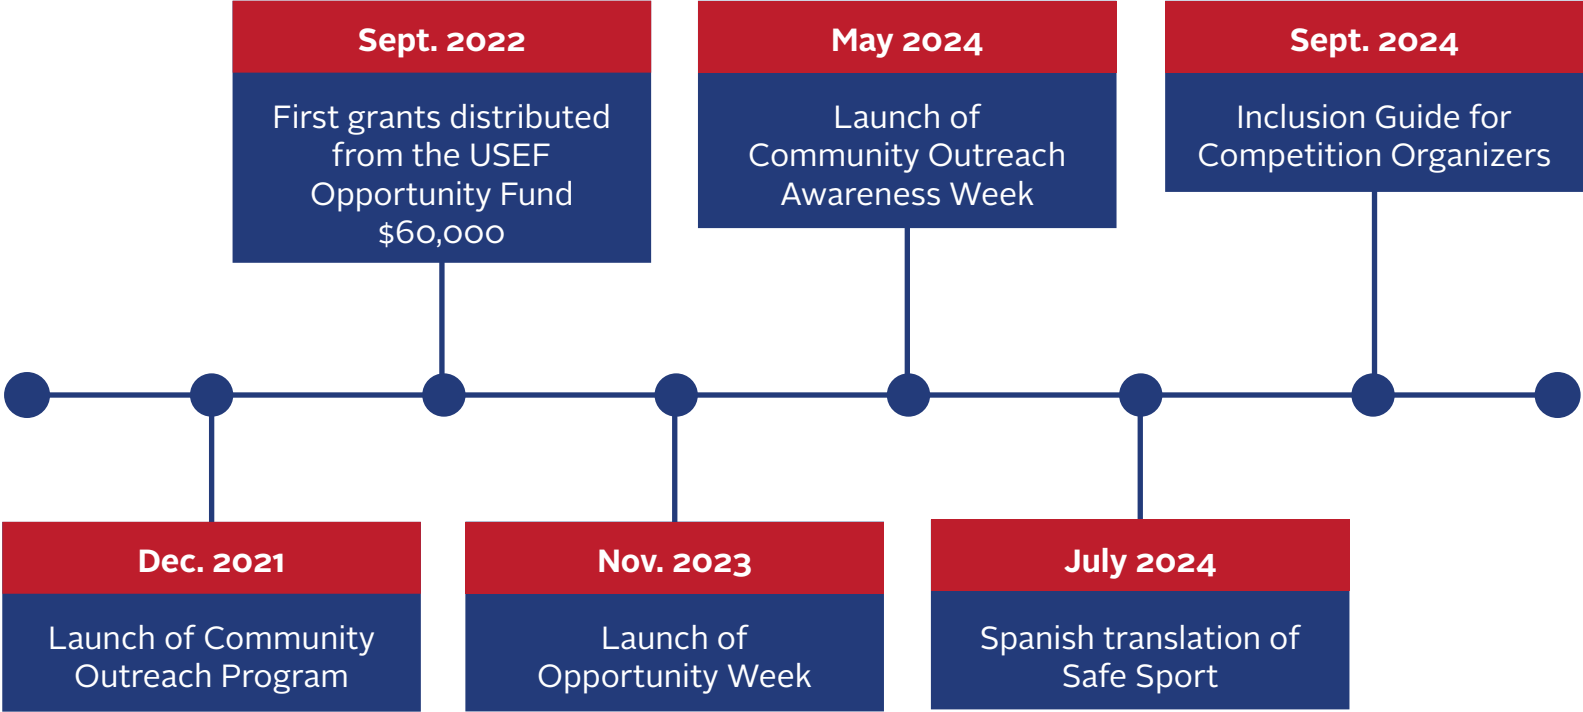 Sept. 2022
First grants distributed
from the USEF
Opportunity Fund
$60,000
May 2024
Launch of
Community Outreach
Awareness Week
Sept. 2024
Inclusion Guide for
Competition Organizers
Dec. 2021
Launch of Community
Outreach Program
Nov. 2023
Launch of
Opportunity Week
July 2024
Spanish translation of
Safe Sport